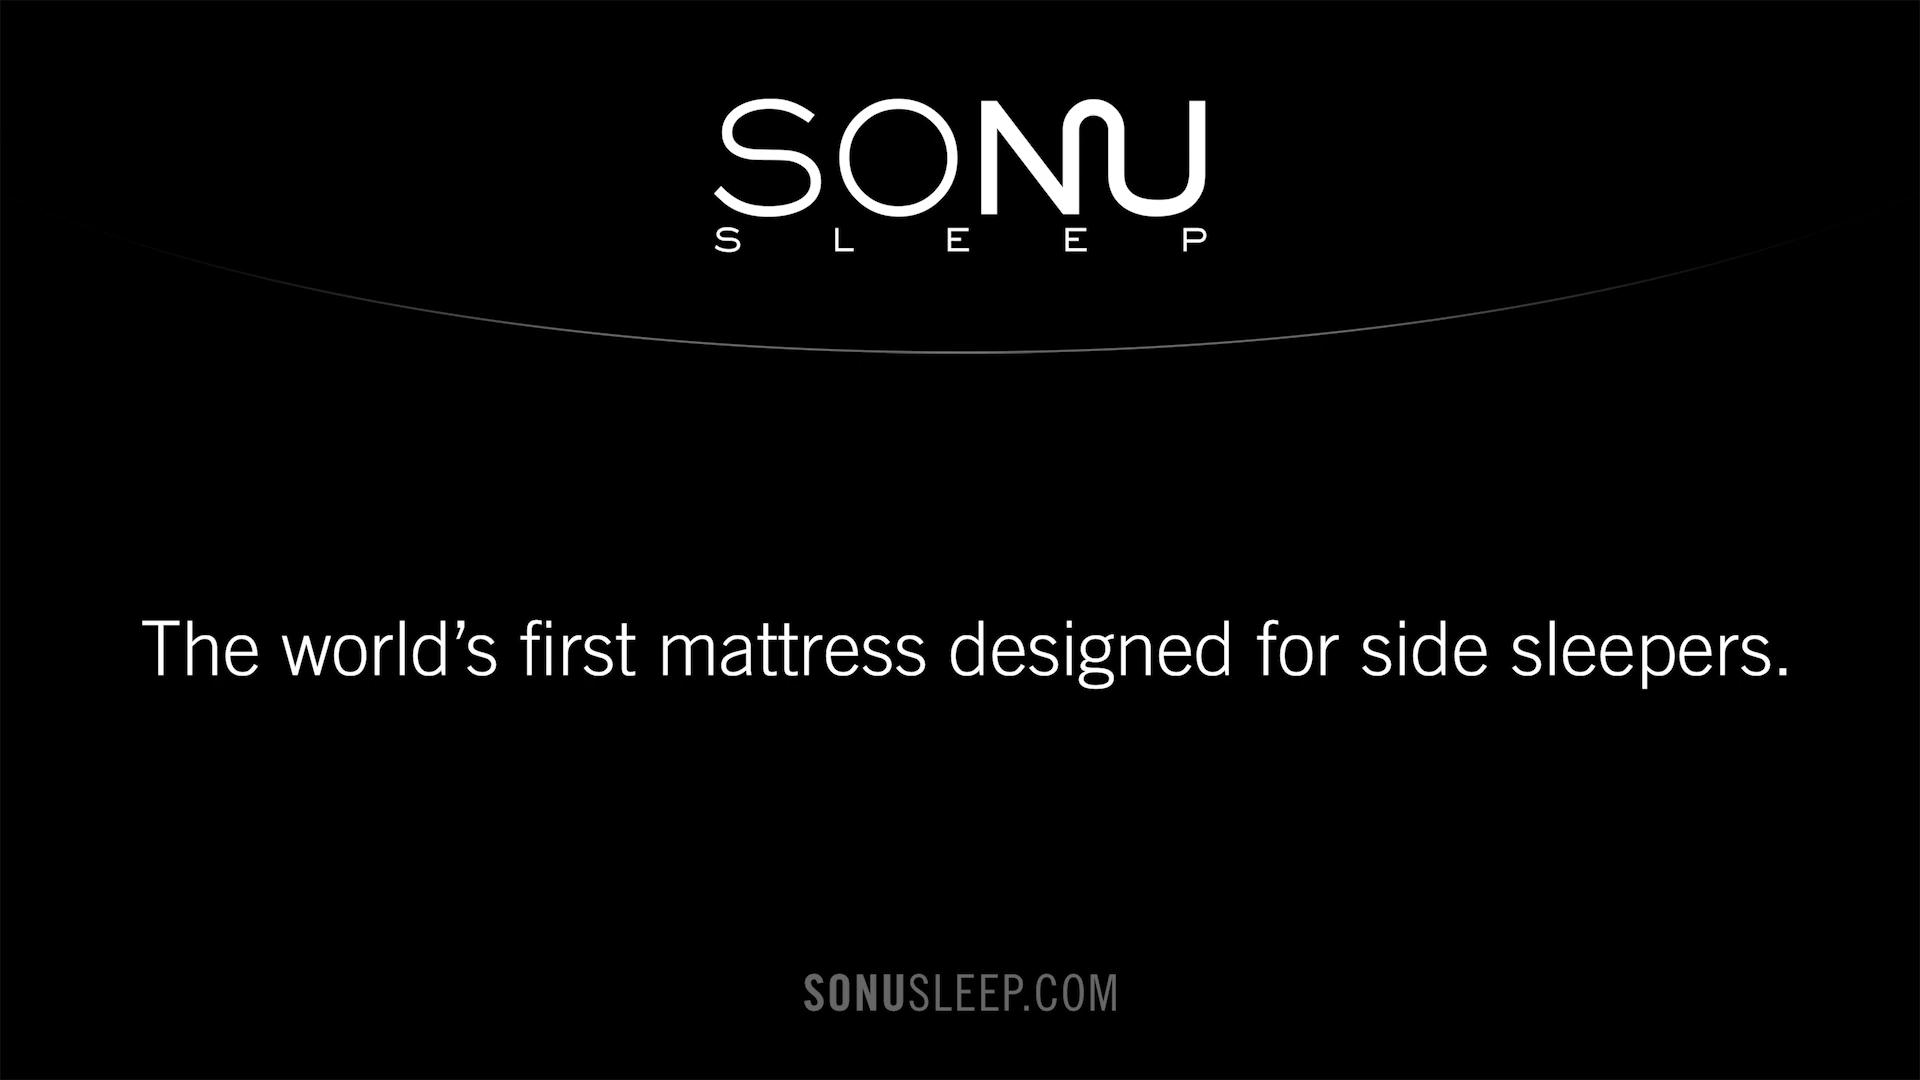 SONU
SLEEP
The world’s first mattress designed for side sleepers.
SONUSLEEP.COM